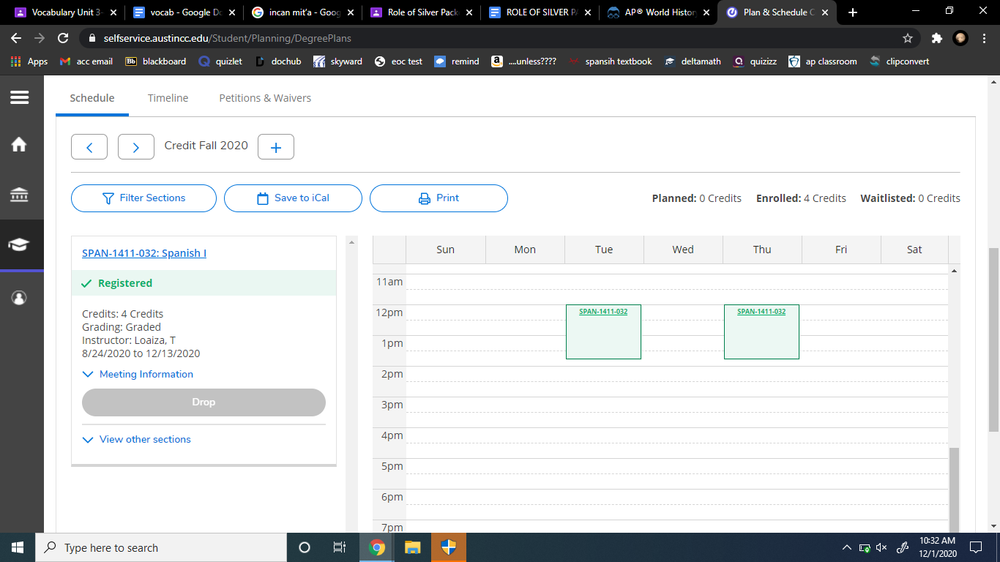 Vocabulary Unit 3-
vocab - Google Do
incan mit'a - Goog
Role of Silver Pack
ROLE OF SILVER PA
AP® World History
Plan & Schedule C
selfservice.austincc.edu/Student/Planning/DegreePlans
Apps
acc email
Bb
blackboard
quizlet
dochub
skyward
eoc test
remind
....unless????
spansih textbook
deltamath
quizizz
ap classroom
clipconvert
Schedule
Timeline
Petitions & Waivers
Credit Fall 2020
Filter Sections
Save to iCal
Print
Planned: 0 Credits
Enrolled: 4 Credits
Waitlisted: 0 Credits
SPAN-1411-032: Spanish I
Registered
Credits: 4 Credits
Grading: Graded
Instructor: Loaiza, T
8/24/2020 to 12/13/2020
Meeting Information
Drop
View other sections
Sun
Mon
Tue
Wed
Thu
Fri
Sat
11am
12pm
SPAN-1411-032
SPAN-1411-032
1pm
2pm
3pm
4pm
5pm
6pm
7pm
Type here to search
10:32 AM
12/1/2020